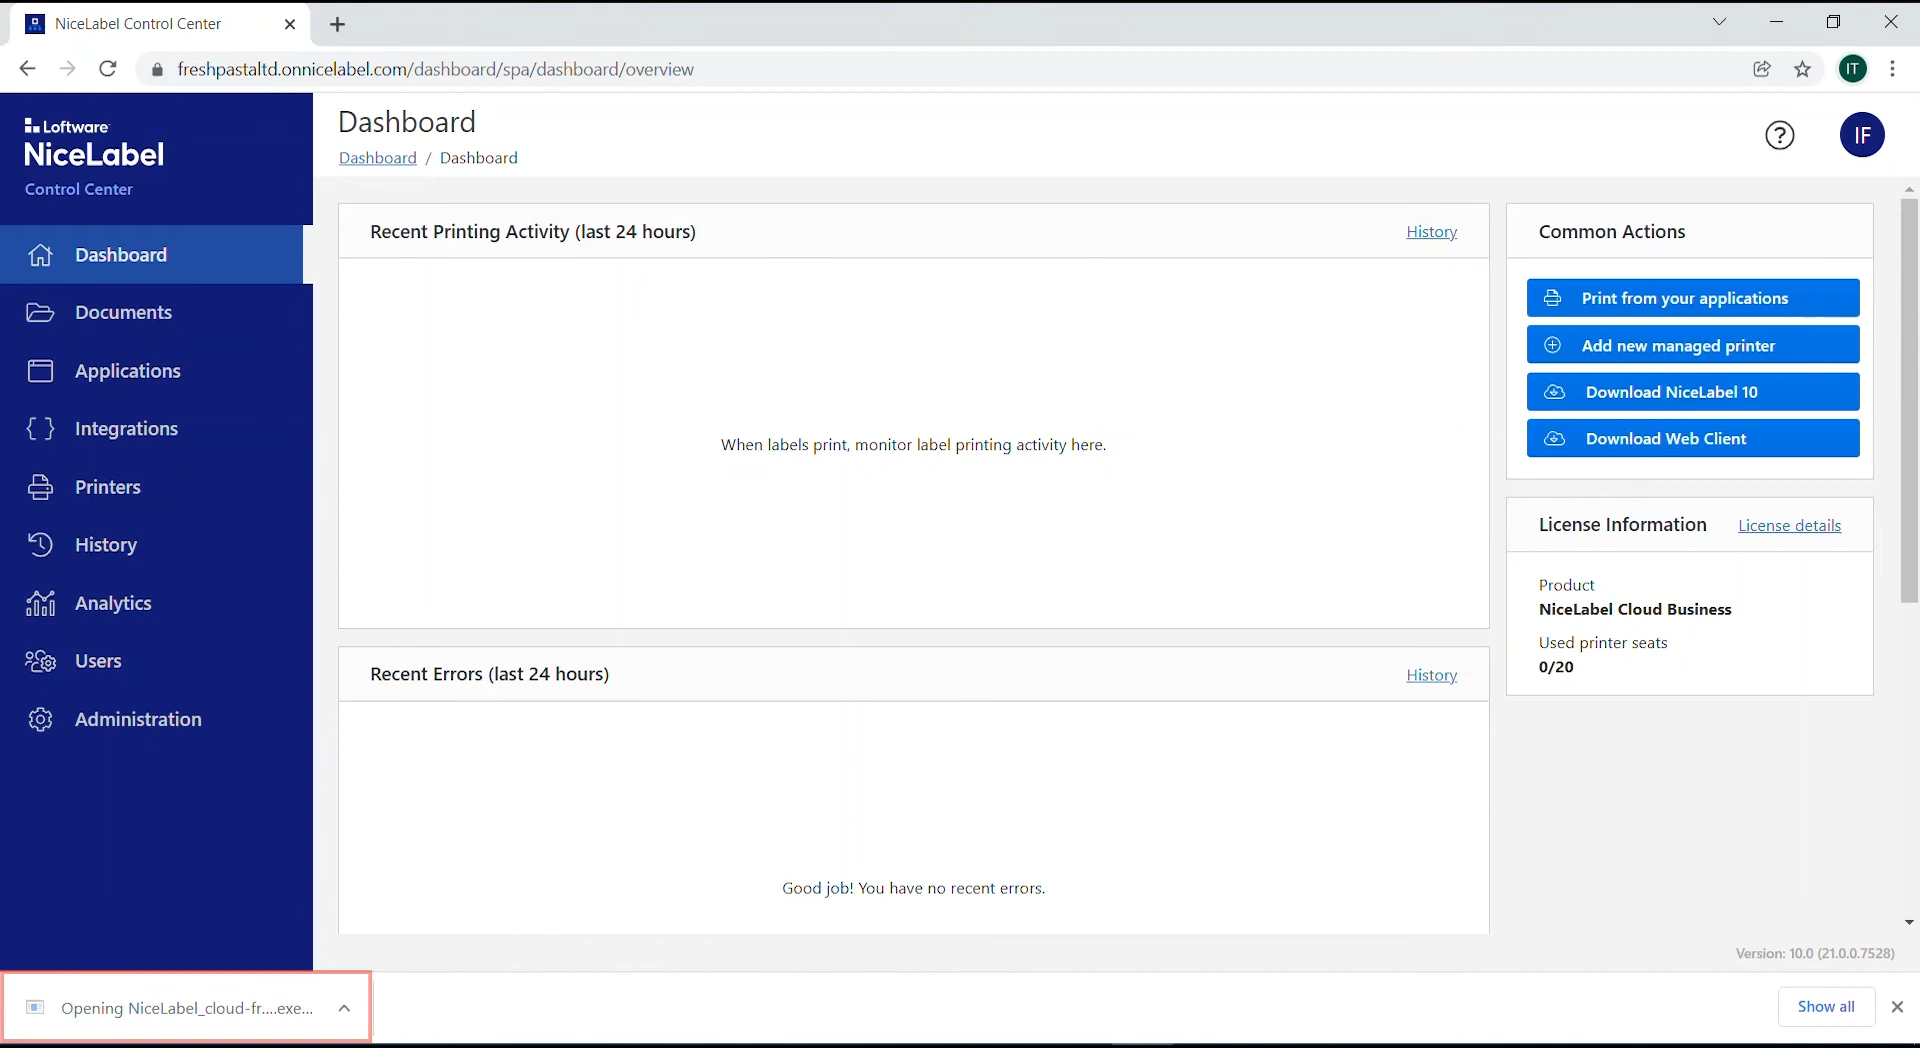 NiceLabel Control Center
freshpastaltd.onnicelabel.com/dashboard/spa/dashboard/overview
IT
Loftware
NiceLabel
Control Center
Dashboard
Documents
Applications
Integrations
Printers
History
Analytics
Users
Administration
Dashboard
Dashboard / Dashboard
?
IF
Recent Printing Activity (last 24 hours)
History
When labels print, monitor label printing activity here.
Recent Errors (last 24 hours)
History
Good job! You have no recent errors.
Common Actions
Print from your applications
Add new managed printer
Download NiceLabel 10
Download Web Client
License Information
License details
Product
NiceLabel Cloud Business
Used printer seats
0/20
Version: 10.0 (21.0.0.7528)
Opening NiceLabel_cloud-fr....exe...
Show all